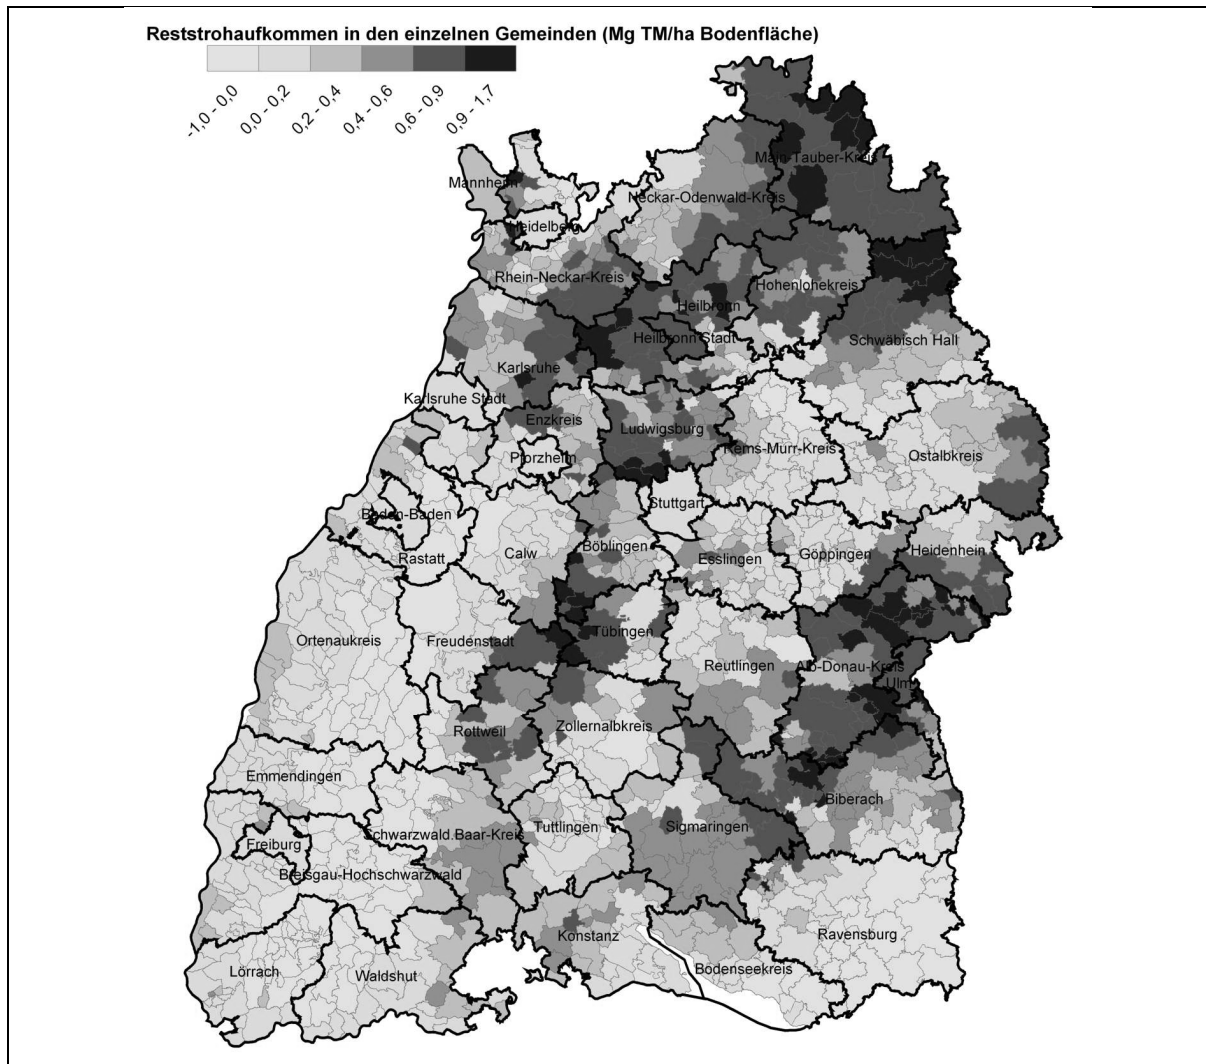 Reststrohaufkommen in den einzelnen Gemeinden (Mg TM/ha Bodenfläche)
-1,0 - 0,0
0,0 - 0,2
0,2 - 0,4
0,4 - 0,6
0,6 - 0,9
0,9 - 1,7
Main-Tauber-Kreis
Mannheim
Neckar-Odenwald-Kreis
Heidelberg
Rhein-Neckar-Kreis
Hohenlohekreis
Heilbronn
Heilbronn Stadt
Schwäbisch Hall
Karlsruhe
Karlsruhe Stadt
Enzkreis
Ludwigsburg
Rems-Murr-Kreis
Ostalbkreis
Pforzheim
Stuttgart
Baden-Baden
Rastatt
Calw
Böblingen
Esslingen
Göppingen
Heidenhein
Ortenaukreis
Freudenstadt
Tübingen
Reutlingen
Alb-Donau-Kreis
Ulm
Rottweil
Zollernalbkreis
Emmendingen
Biberach
Schwarzwald.Baar-Kreis
Tuttlingen
Sigmaringen
Freiburg
Breisgau-Hochschwarzwald
Konstanz
Ravensburg
Lörrach
Waldshut
Bodenseekreis